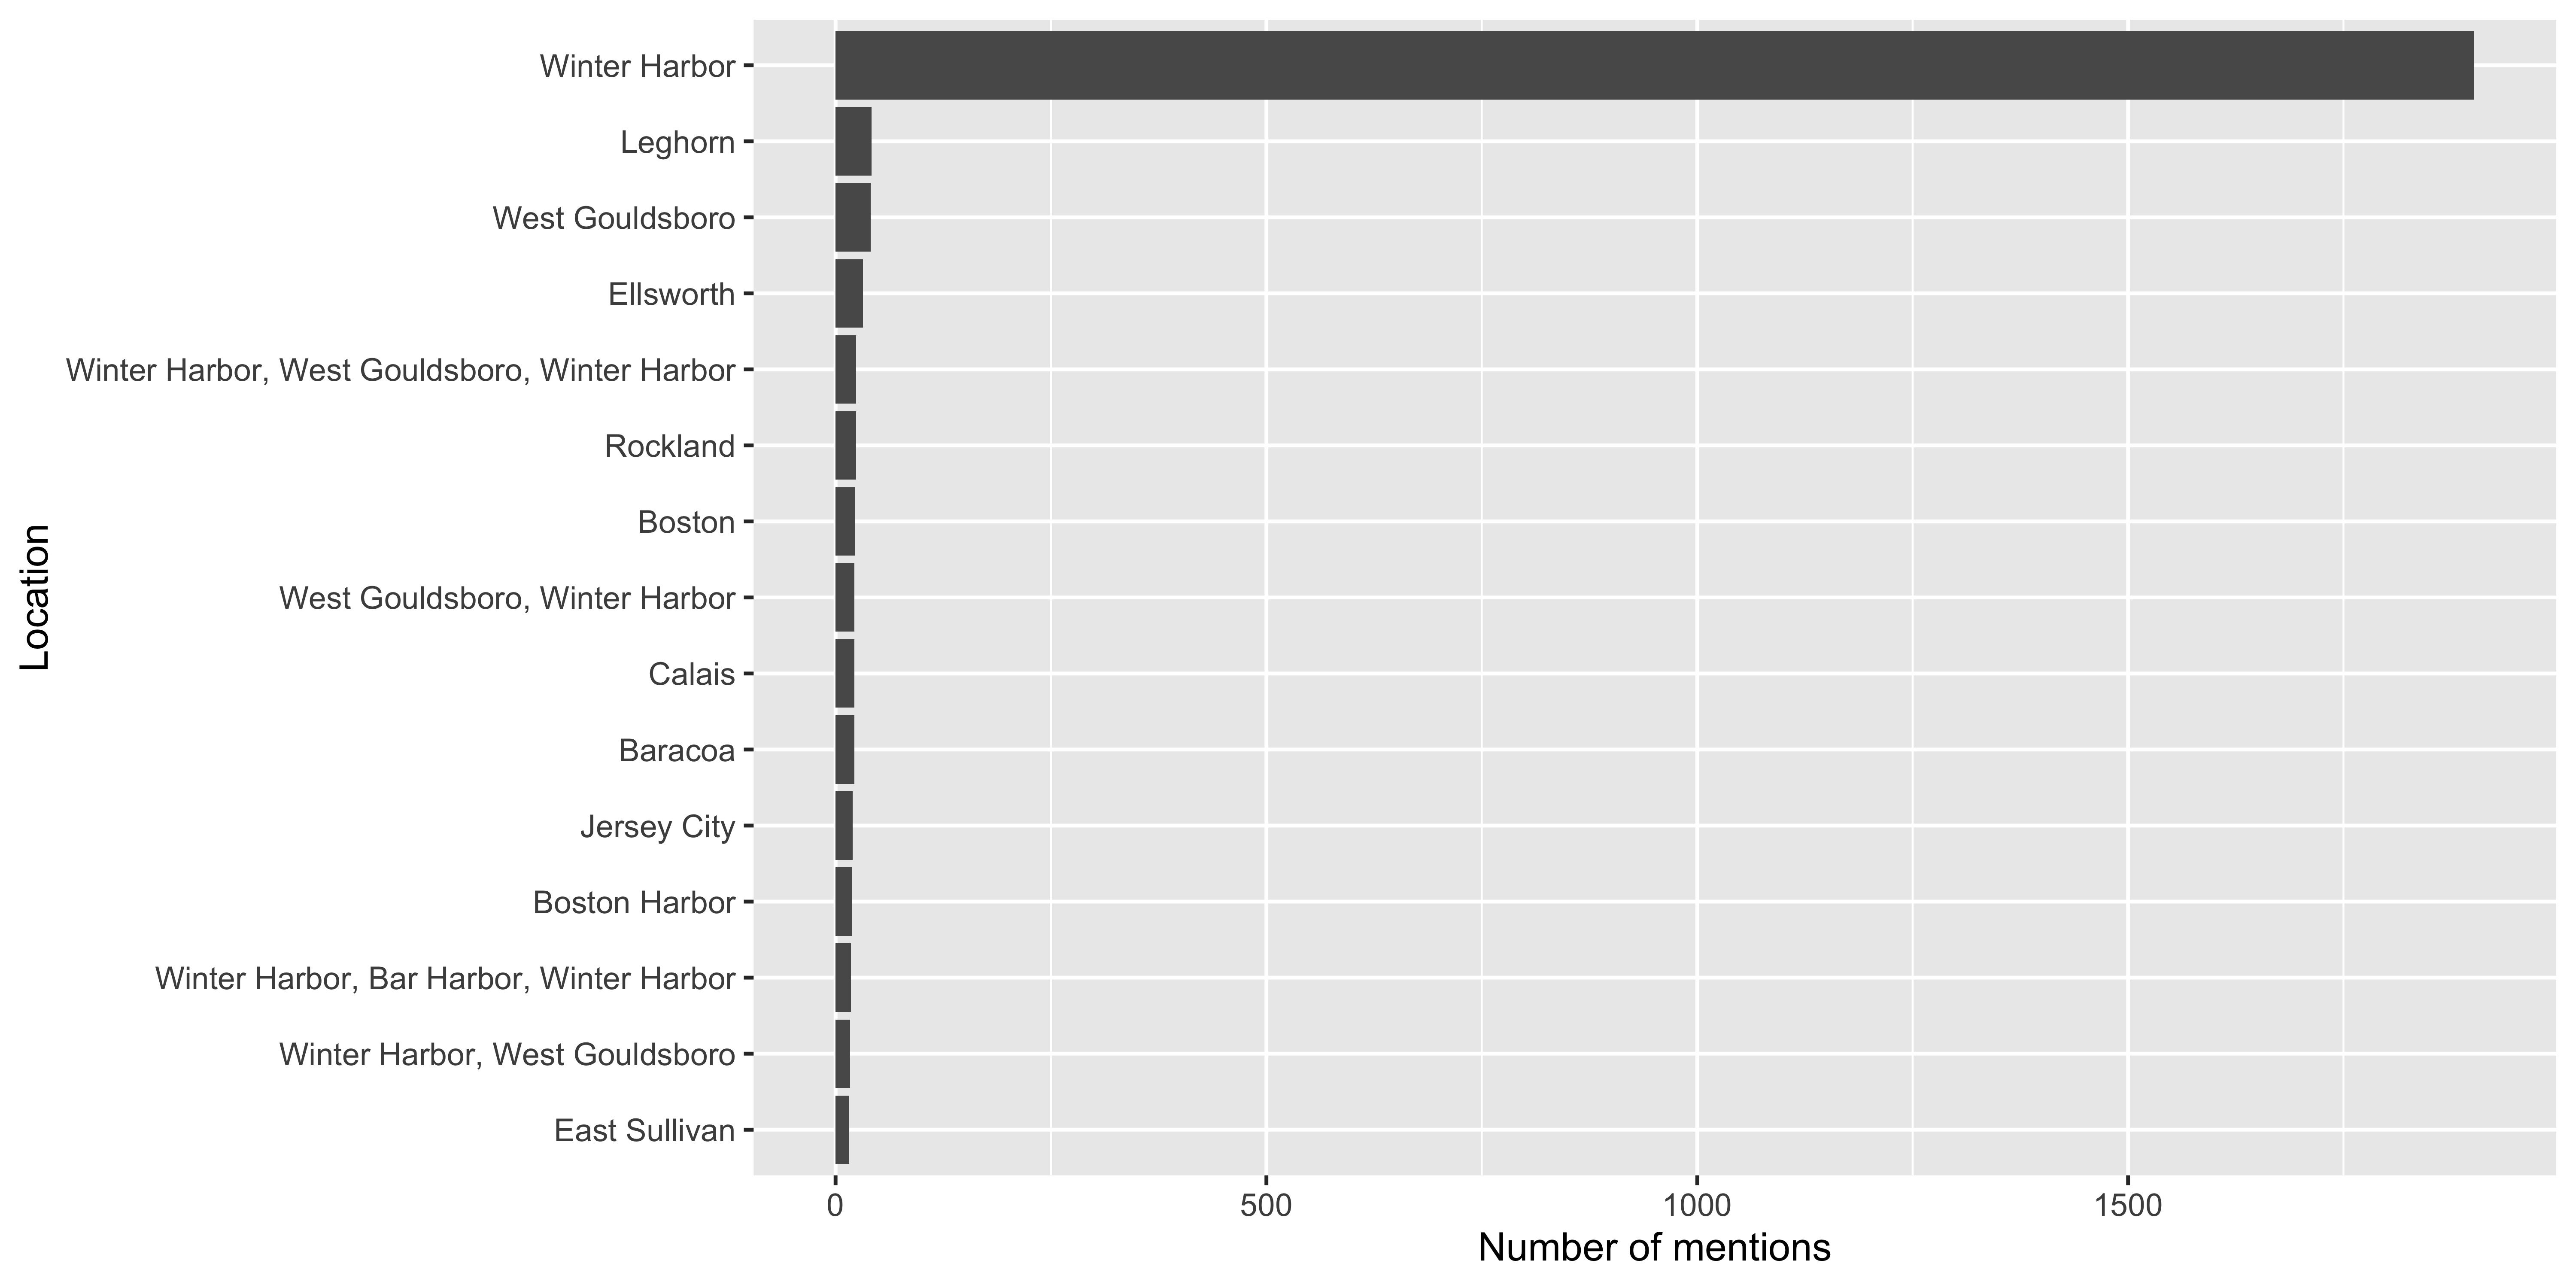 Winter Harbor
Leghorn
West Gouldsboro
Ellsworth
Winter Harbor, West Gouldsboro, Winter Harbor
Rockland
Boston
West Gouldsboro, Winter Harbor
Calais
Baracoa
Jersey City
Boston Harbor
Winter Harbor, Bar Harbor, Winter Harbor
Winter Harbor, West Gouldsboro
East Sullivan
Location
0 500 1000 1500
Number of mentions